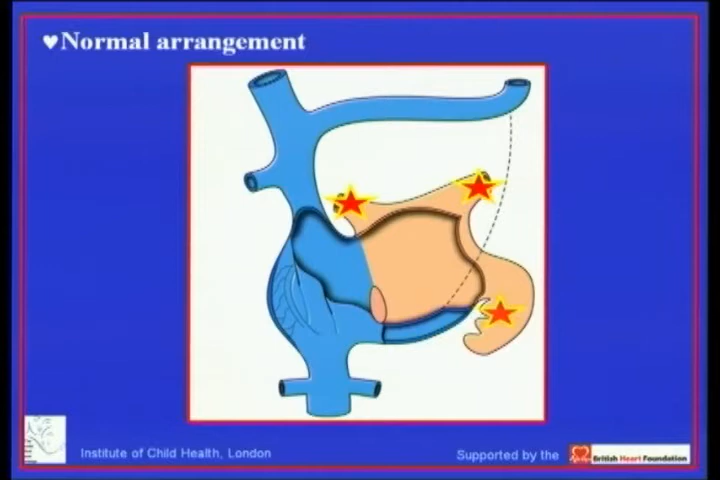 ♥Normal arrangement
Institute of Child Health, London
Supported by the
British Heart Foundation